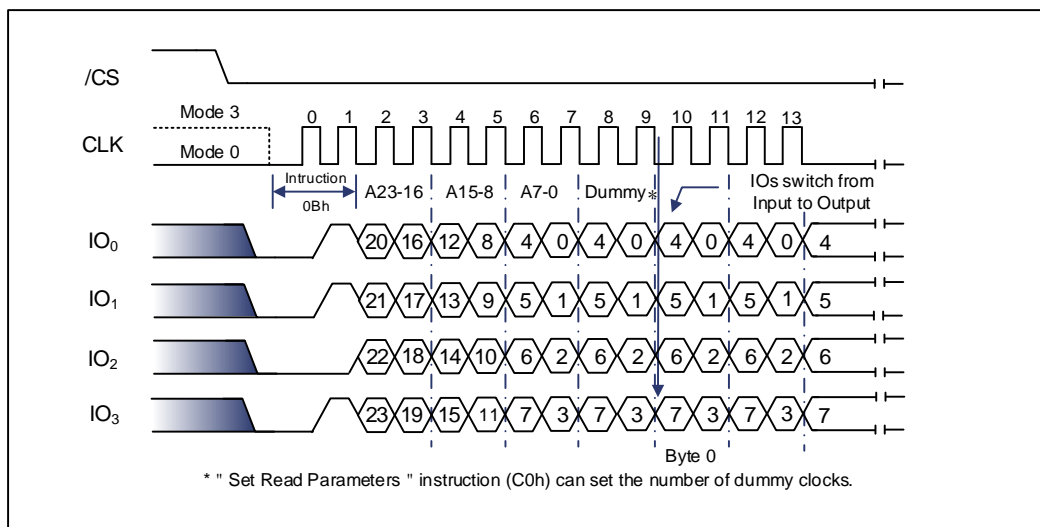 /CS
Mode 3
0 1 2 3 4 5 6 7 8 9 10 11 12 13
CLK
Mode 0
Intruction
0Bh
A23-16 A15-8 A7-0 Dummy*
IOs switch from
Input to Output
IO0 20 16 12 8 4 0 4 0 4 0 4 0 4
IO1 21 17 13 9 5 1 5 1 5 1 5 1 5
IO2 22 18 14 10 6 2 6 2 6 2 6 2 6
IO3 23 19 15 11 7 3 7 3 7 3 7 3 7
Byte 0
* " Set Read Parameters " instruction (C0h) can set the number of dummy clocks.